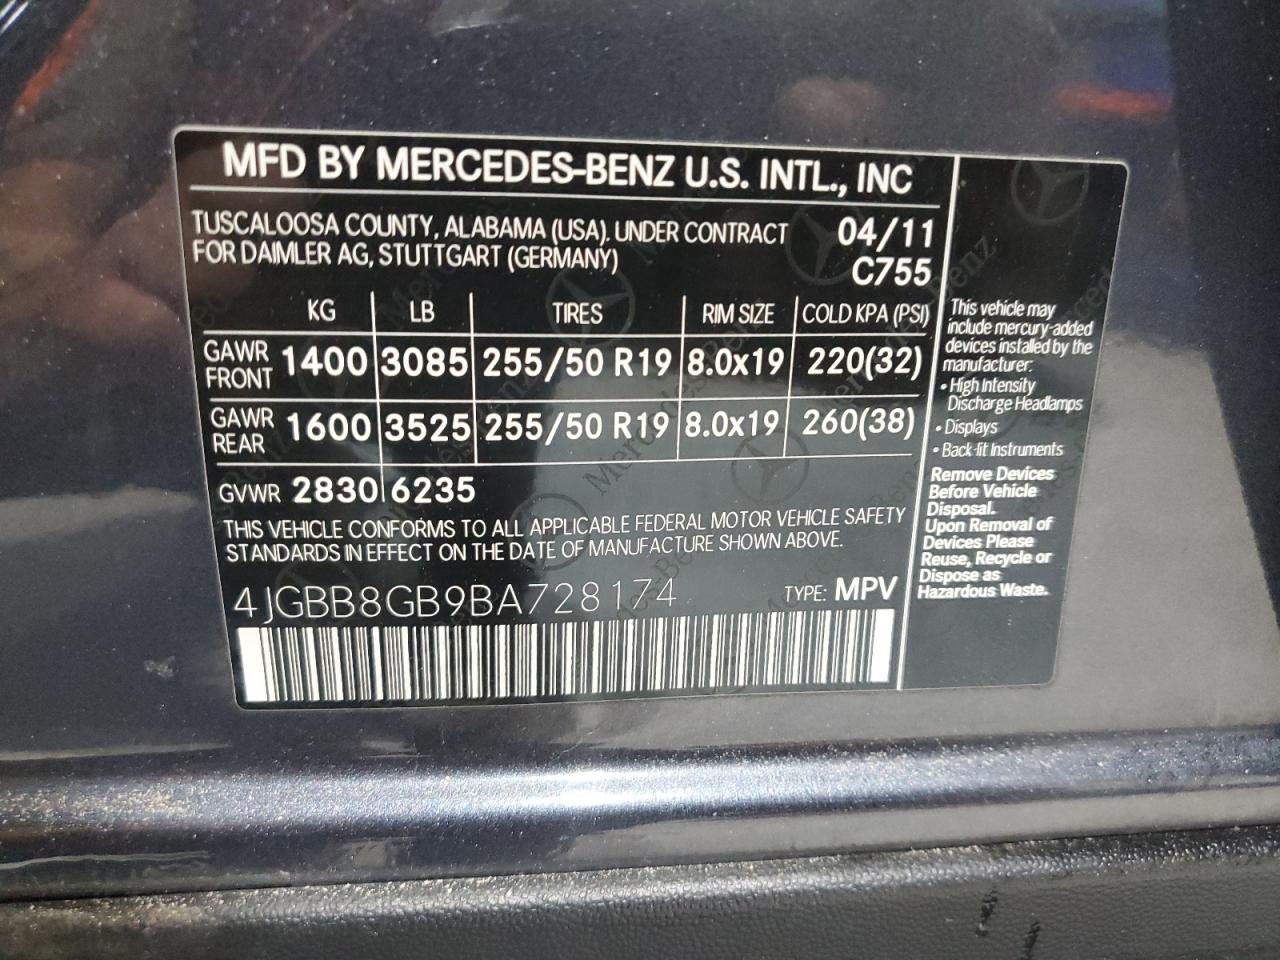 MFD BY MERCEDES-BENZ U.S. INTL., INC
TUSCALOOSA COUNTY, ALABAMA (USA). UNDER CONTRACT
FOR DAIMLER AG, STUTTGART (GERMANY)
04/11
C755
KG LB TIRES RIM SIZE COLD KPA (PSI)
GAWR FRONT 1400 3085 255/50 R19 8.0x19 220(32)
GAWR REAR 1600 3525 255/50 R19 8.0x19 260(38)
GVWR 2830 6235
THIS VEHICLE CONFORMS TO ALL APPLICABLE FEDERAL MOTOR VEHICLE SAFETY
STANDARDS IN EFFECT ON THE DATE OF MANUFACTURE SHOWN ABOVE.
4JGBB8GB9BA728174 TYPE: MPV
This vehicle may
include mercury-added
devices installed by the
manufacturer:
• High Intensity
Discharge Headlamps
• Displays
• Back-lit Instruments
Remove Devices
Before Vehicle
Disposal.
Upon Removal of
Devices Please
Reuse, Recycle or
Dispose as
Hazardous Waste.